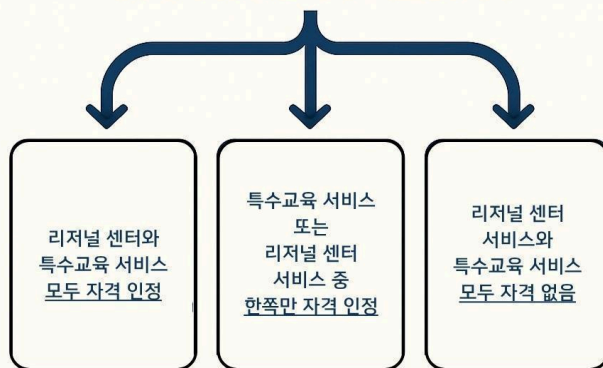 리저널 센터와
특수교육 서비스
모두 자격 인정
특수교육 서비스
또는
리저널 센터
서비스 중
한쪽만 자격 인정
리저널 센터
서비스와
특수교육 서비스
모두 자격 없음